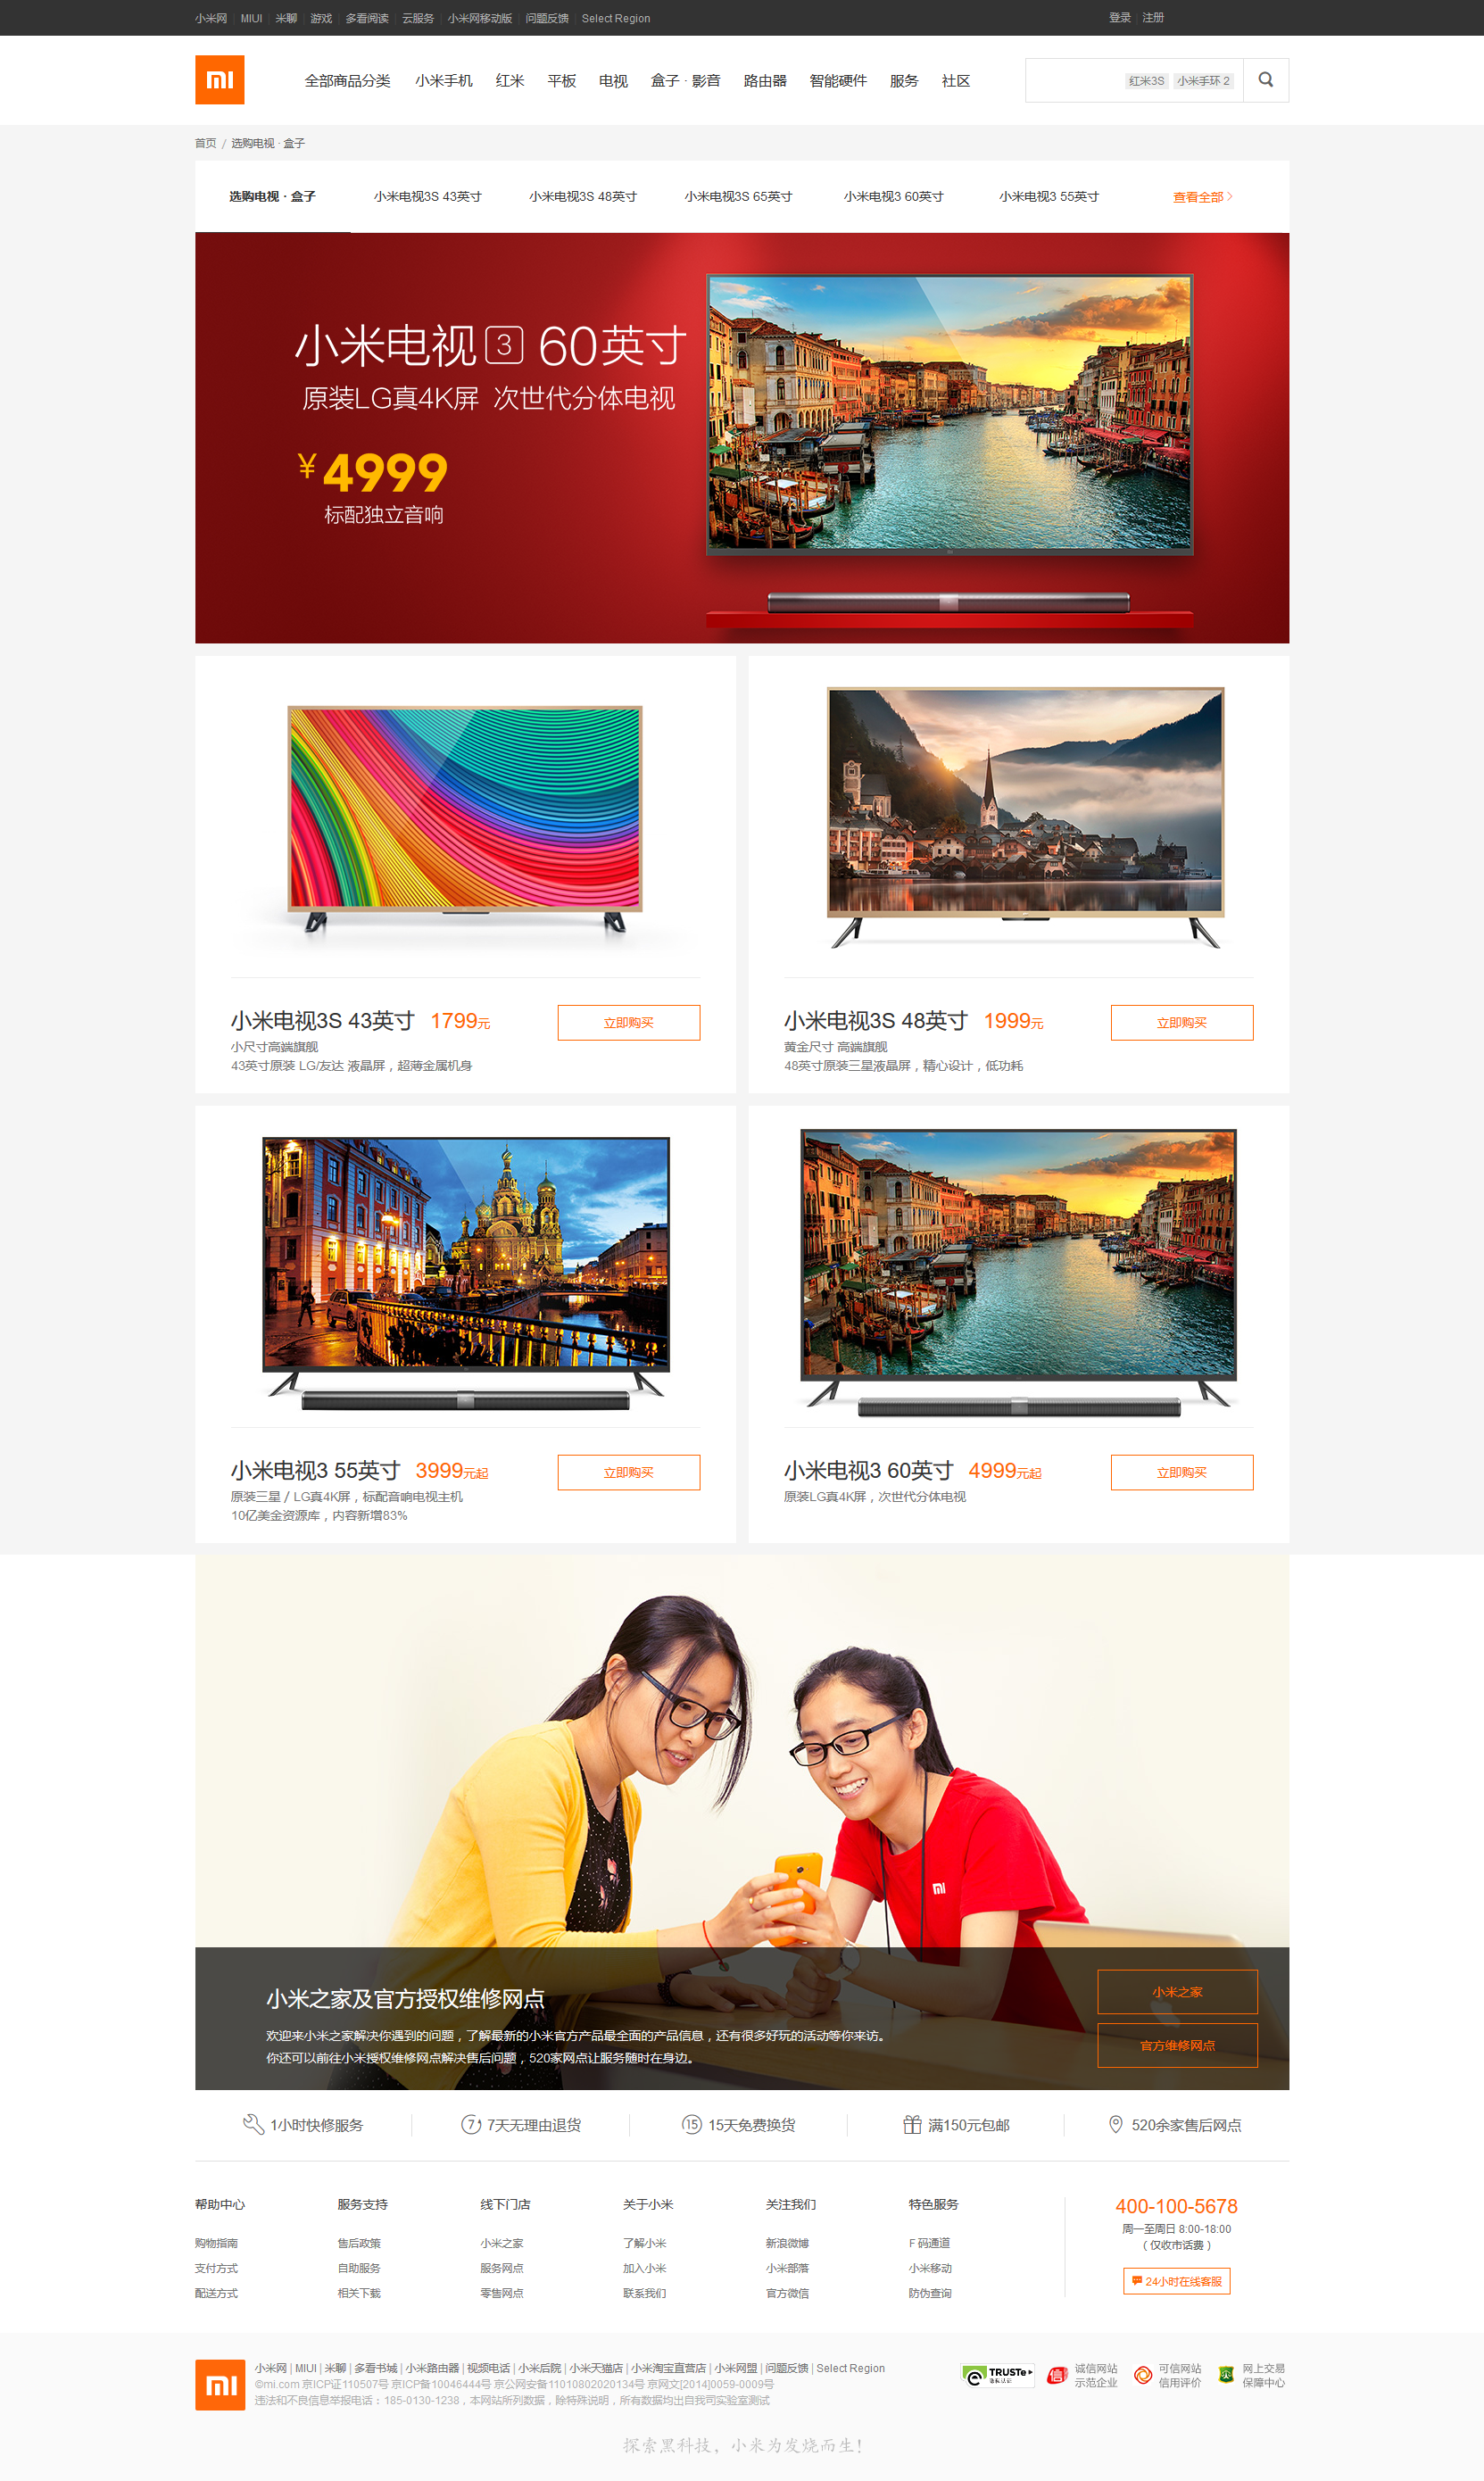 小米网 | MIUI | 米聊 | 游戏 | 多看阅读 | 云服务 | 小米网移动版 | 问题反馈 | Select Region
登录 | 注册
mi
全部商品分类 小米手机 红米 平板 电视 盒子 · 影音 路由器 智能硬件 服务 社区
红米3S 小米手环 2
首页 / 选购电视 · 盒子
选购电视 · 盒子 小米电视3S 43英寸 小米电视3S 48英寸 小米电视3S 65英寸 小米电视3 60英寸 小米电视3 55英寸 查看全部
小米电视 3 60英寸
原装LG真4K屏 次世代分体电视
¥4999
标配独立音响
小米电视3S 43英寸 1799元
立即购买
小尺寸高端旗舰
43英寸原装 LG/友达 液晶屏，超薄金属机身
小米电视3S 48英寸 1999元
立即购买
黄金尺寸 高端旗舰
48英寸原装三星液晶屏，精心设计，低功耗
小米电视3 55英寸 3999元起
立即购买
原装三星 / LG真4K屏，标配音响电视主机
10亿美金资源库，内容新增83%
小米电视3 60英寸 4999元起
立即购买
原装LG真4K屏，次世代分体电视
mi
小米之家及官方授权维修网点
欢迎来小米之家解决你遇到的问题，了解最新的小米官方产品最全面的产品信息，还有很多好玩的活动等你来访。
你还可以前往小米授权维修网点解决售后问题，520家网点让服务随时在身边。
小米之家
官方维修网点
1小时快修服务
7 7天无理由退货
15 15天免费换货
满150元包邮
520余家售后网点
帮助中心 服务支持 线下门店 关于小米 关注我们 特色服务
购物指南 售后政策 小米之家 了解小米 新浪微博 F 码通道
支付方式 自助服务 服务网点 加入小米 小米部落 小米移动
配送方式 相关下载 零售网点 联系我们 官方微信 防伪查询
400-100-5678
周一至周日 8:00-18:00
（仅收市话费）
24小时在线客服
mi
小米网 | MIUI | 米聊 | 多看书城 | 小米路由器 | 视频电话 | 小米后院 | 小米天猫店 | 小米淘宝直营店 | 小米网盟 | 问题反馈 | Select Region
©mi.com 京ICP证110507号 京ICP备10046444号 京公网安备11010802020134号 京网文[2014]0059-0009号
违法和不良信息举报电话：185-0130-1238，本网站所列数据，除特殊说明，所有数据均出自我司实验室测试
TRUSTe
隐私认证
信
诚信网站
示范企业
可信网站
信用评价
网上交易
保障中心
探索黑科技，小米为发烧而生！